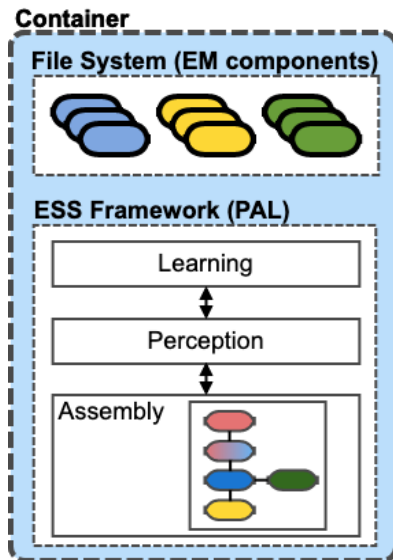 Container
File System (EM components)
ESS Framework (PAL)
Learning
Perception
Assembly